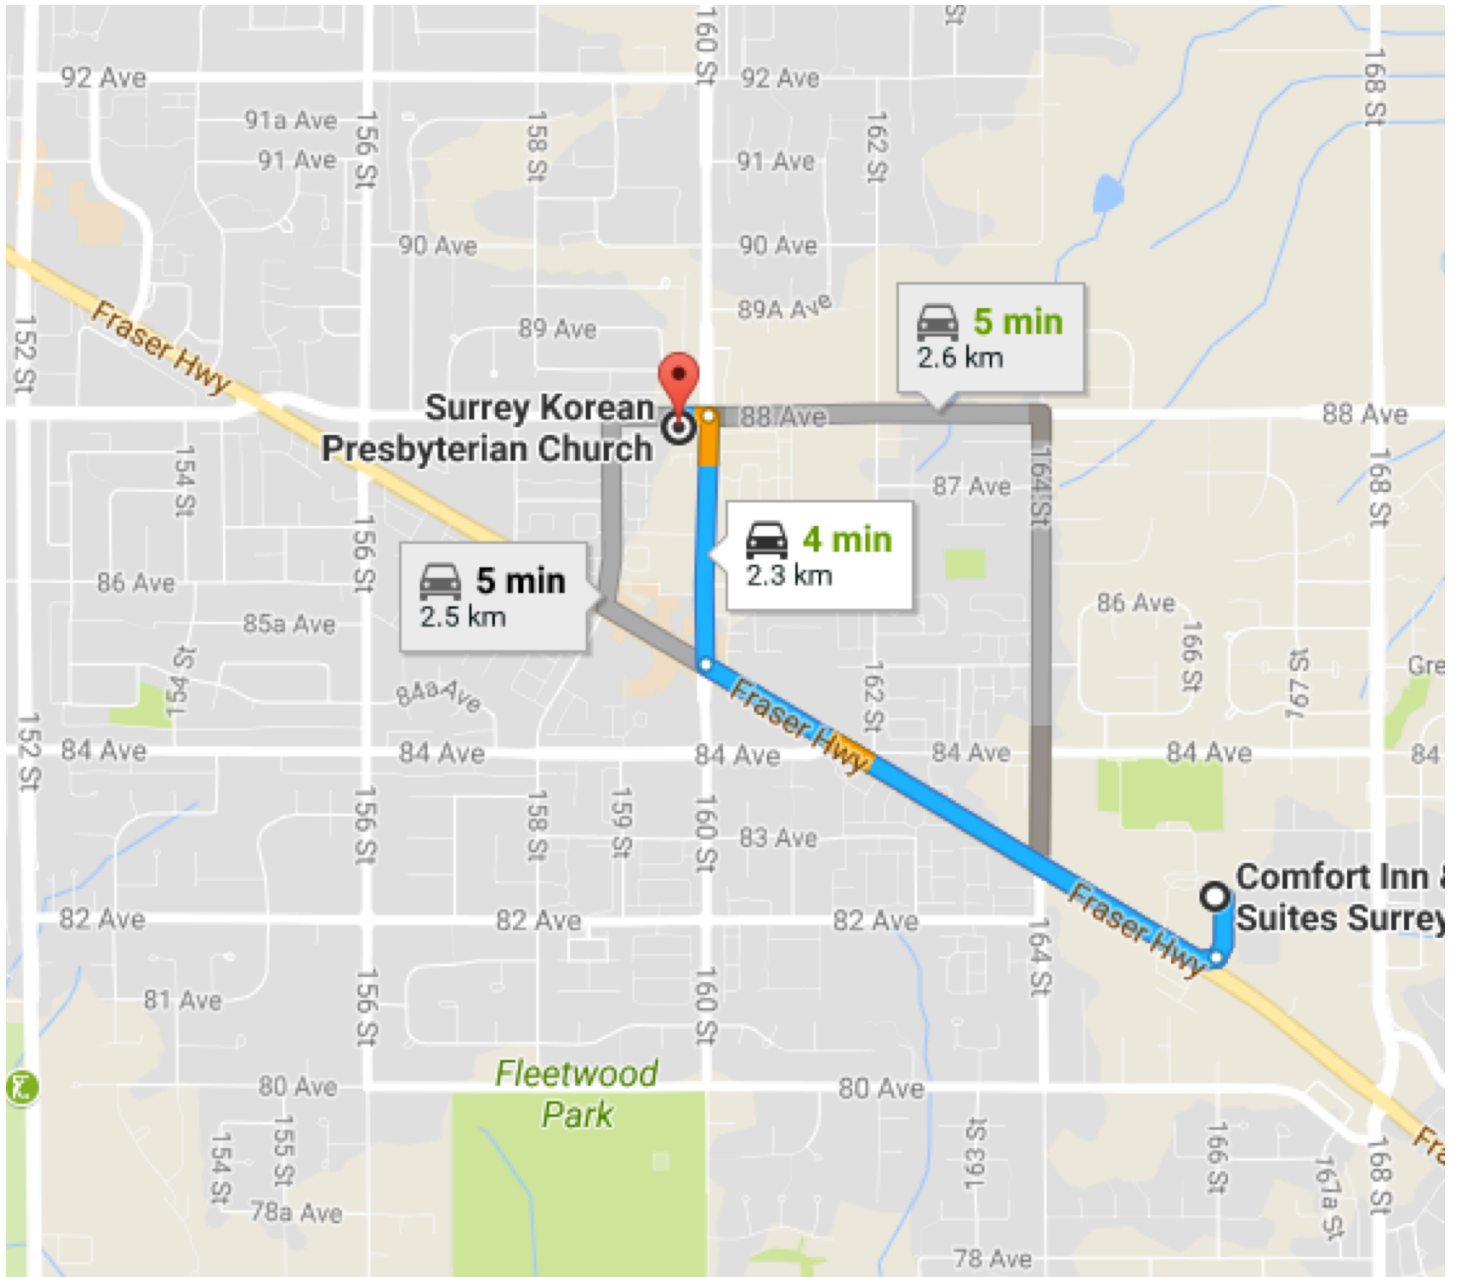 160 St
St
92 Ave
92 Ave
168 St
91a Ave
156 St
158 St
162 St
91 Ave
91 Ave
90 Ave
90 Ave
89A Ave
Fraser Hwy
152 St
89 Ave
5 min
2.6 km
Surrey Korean
Presbyterian Church
88 Ave
88 Ave
154 St
87 Ave
164 St
168 St
156 St
4 min
2.3 km
5 min
2.5 km
86 Ave
85a Ave
86 Ave
166 St
167 St
Gre
154 St
84a Ave
162 St
Fraser Hwy
152 St
84 Ave
84 Ave
84 Ave
84 Ave
84 Ave
84
156 St
158 St
159 St
160 St
83 Ave
Comfort Inn &
Suites Surrey
82 Ave
82 Ave
82 Ave
Fraser Hwy
164 St
81 Ave
156 St
160 St
Fleetwood
Park
80 Ave
80 Ave
154 St
155 St
163 St
166 St
167a St
168 St
Fra
78a Ave
78 Ave